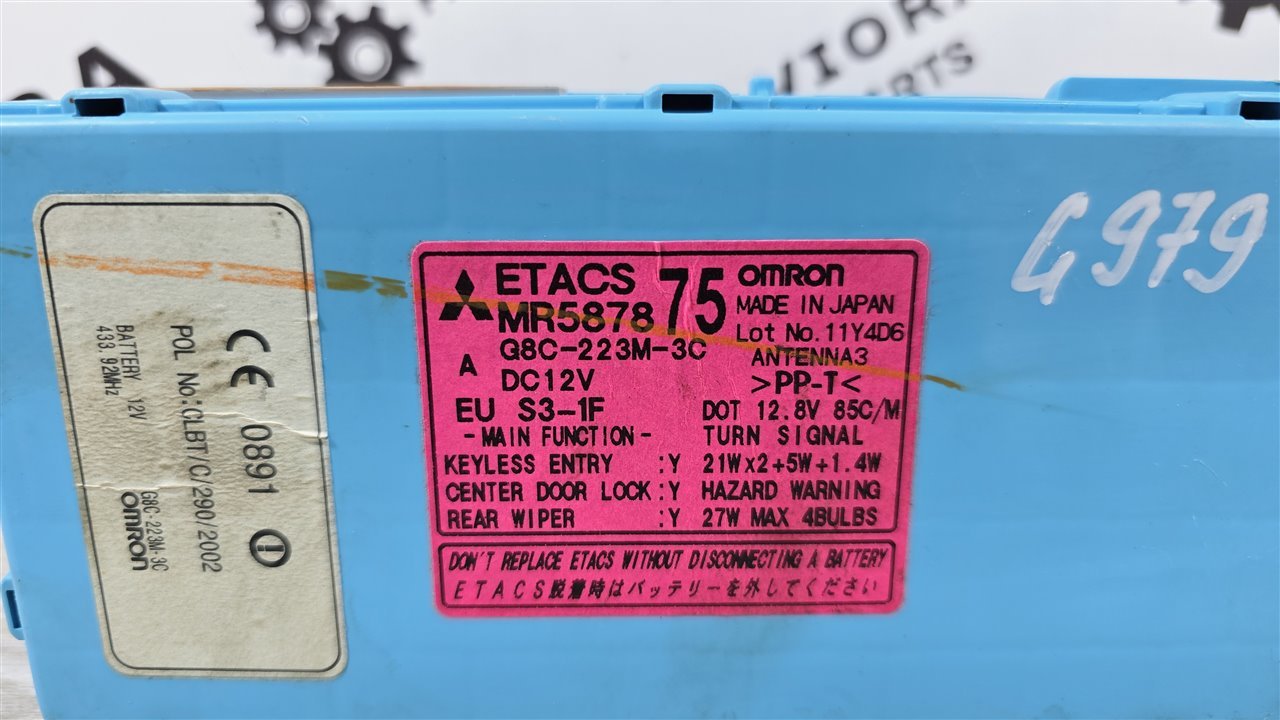 VIOR
ARTS
G979
ETACS
MR587875
OMRON
MADE IN JAPAN
Lot No.11Y4D6
ANTENNA3
>PP-T<
A
G8C-223M-3C
DC12V
EU S3-1F
DOT 12.8V 85C/M
-MAIN FUNCTION-
TURN SIGNAL
KEYLESS ENTRY :Y 21Wx2+5W+1.4W
CENTER DOOR LOCK:Y HAZARD WARNING
REAR WIPER :Y 27W MAX 4BULBS
DON'T REPLACE ETACS WITHOUT DISCONNECTING A BATTERY
ETACS脱着時はバッテリーを外してください
CE 0891
POL No:CLBT/C/290/2002
BATTERY 12V
433.92MHz
G8C-223M-3C
OMRON